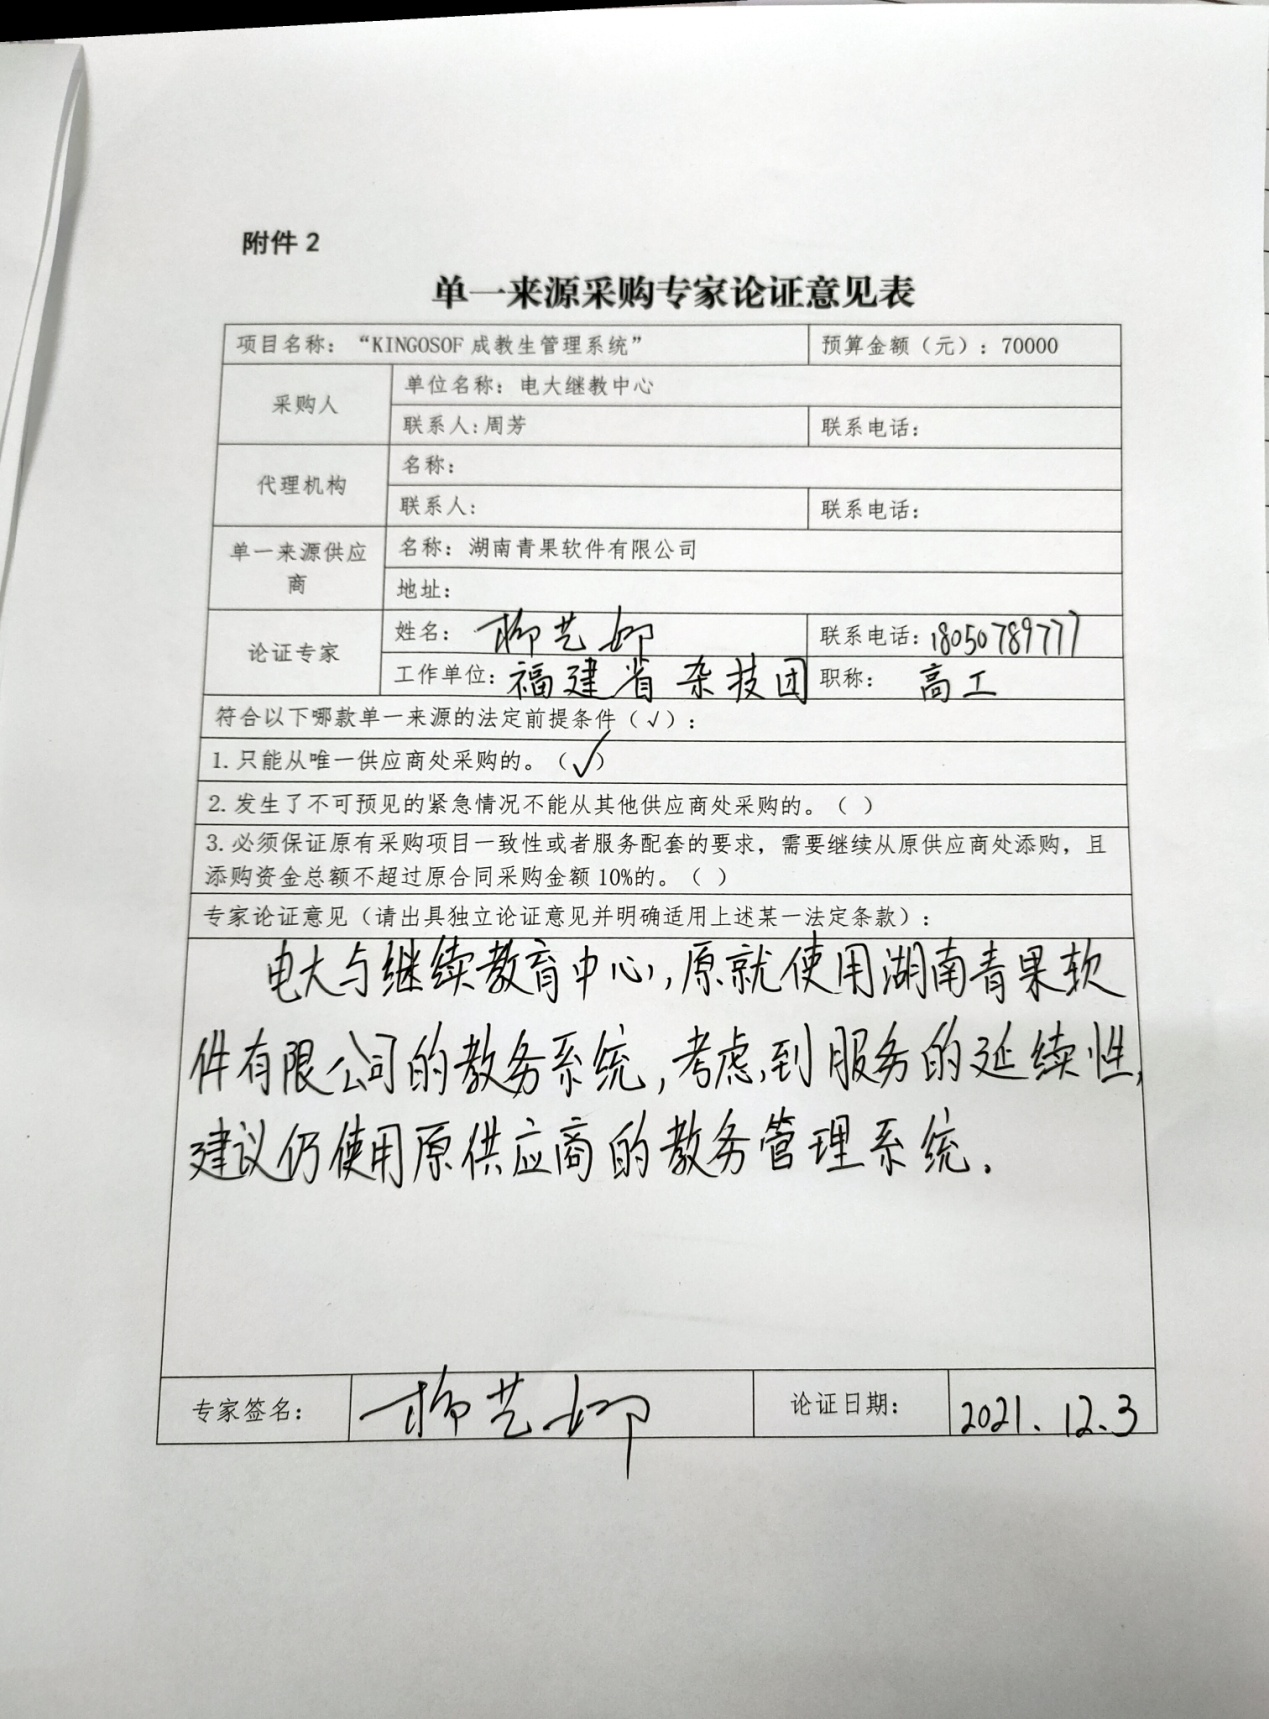 附件 2
单一来源采购专家论证意见表
项目名称：“KINGOSOF 成教生管理系统” 预算金额（元）：70000
采购人 单位名称：电大继教中心
联系人：周芳 联系电话：
代理机构 名称：
联系人： 联系电话：
单一来源供应商 名称：湖南青果软件有限公司
地址：
论证专家 姓名：柳艺 联系电话：18050789777
工作单位：福建省杂技团 职称：高工
符合以下哪款单一来源的法定前提条件（√）：
1. 只能从唯一供应商处采购的。（√）
2. 发生了不可预见的紧急情况不能从其他供应商处采购的。（ ）
3. 必须保证原有采购项目一致性或者服务配套的要求，需要继续从原供应商处添购，且
添购资金总额不超过原合同采购金额 10%的。（ ）
专家论证意见（请出具独立论证意见并明确适用上述某一法定条款）：
电大与继续教育中心，原就使用湖南青果软
件有限公司的教务系统，考虑到服务的延续性，
建议仍使用原供应商的教务管理系统．
专家签名：柳艺 论证日期：2021.12.3